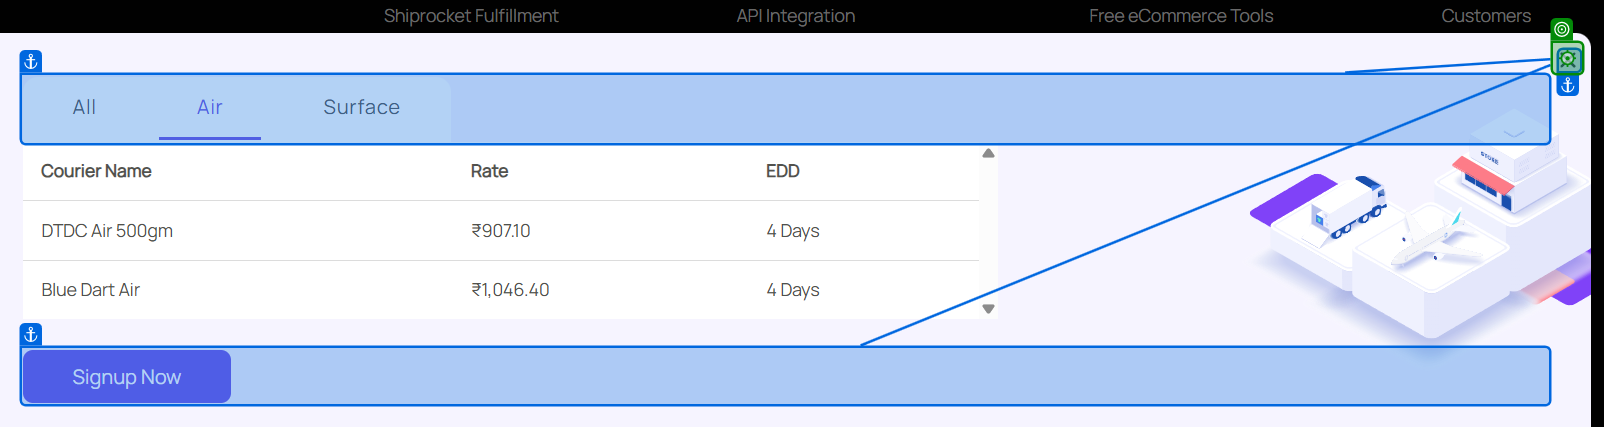 Shiprocket Fulfillment API Integration Free eCommerce Tools Customers
All Air Surface
STORE
Courier Name Rate EDD
DTDC Air 500gm ₹907.10 4 Days
Blue Dart Air ₹1,046.40 4 Days
Signup Now